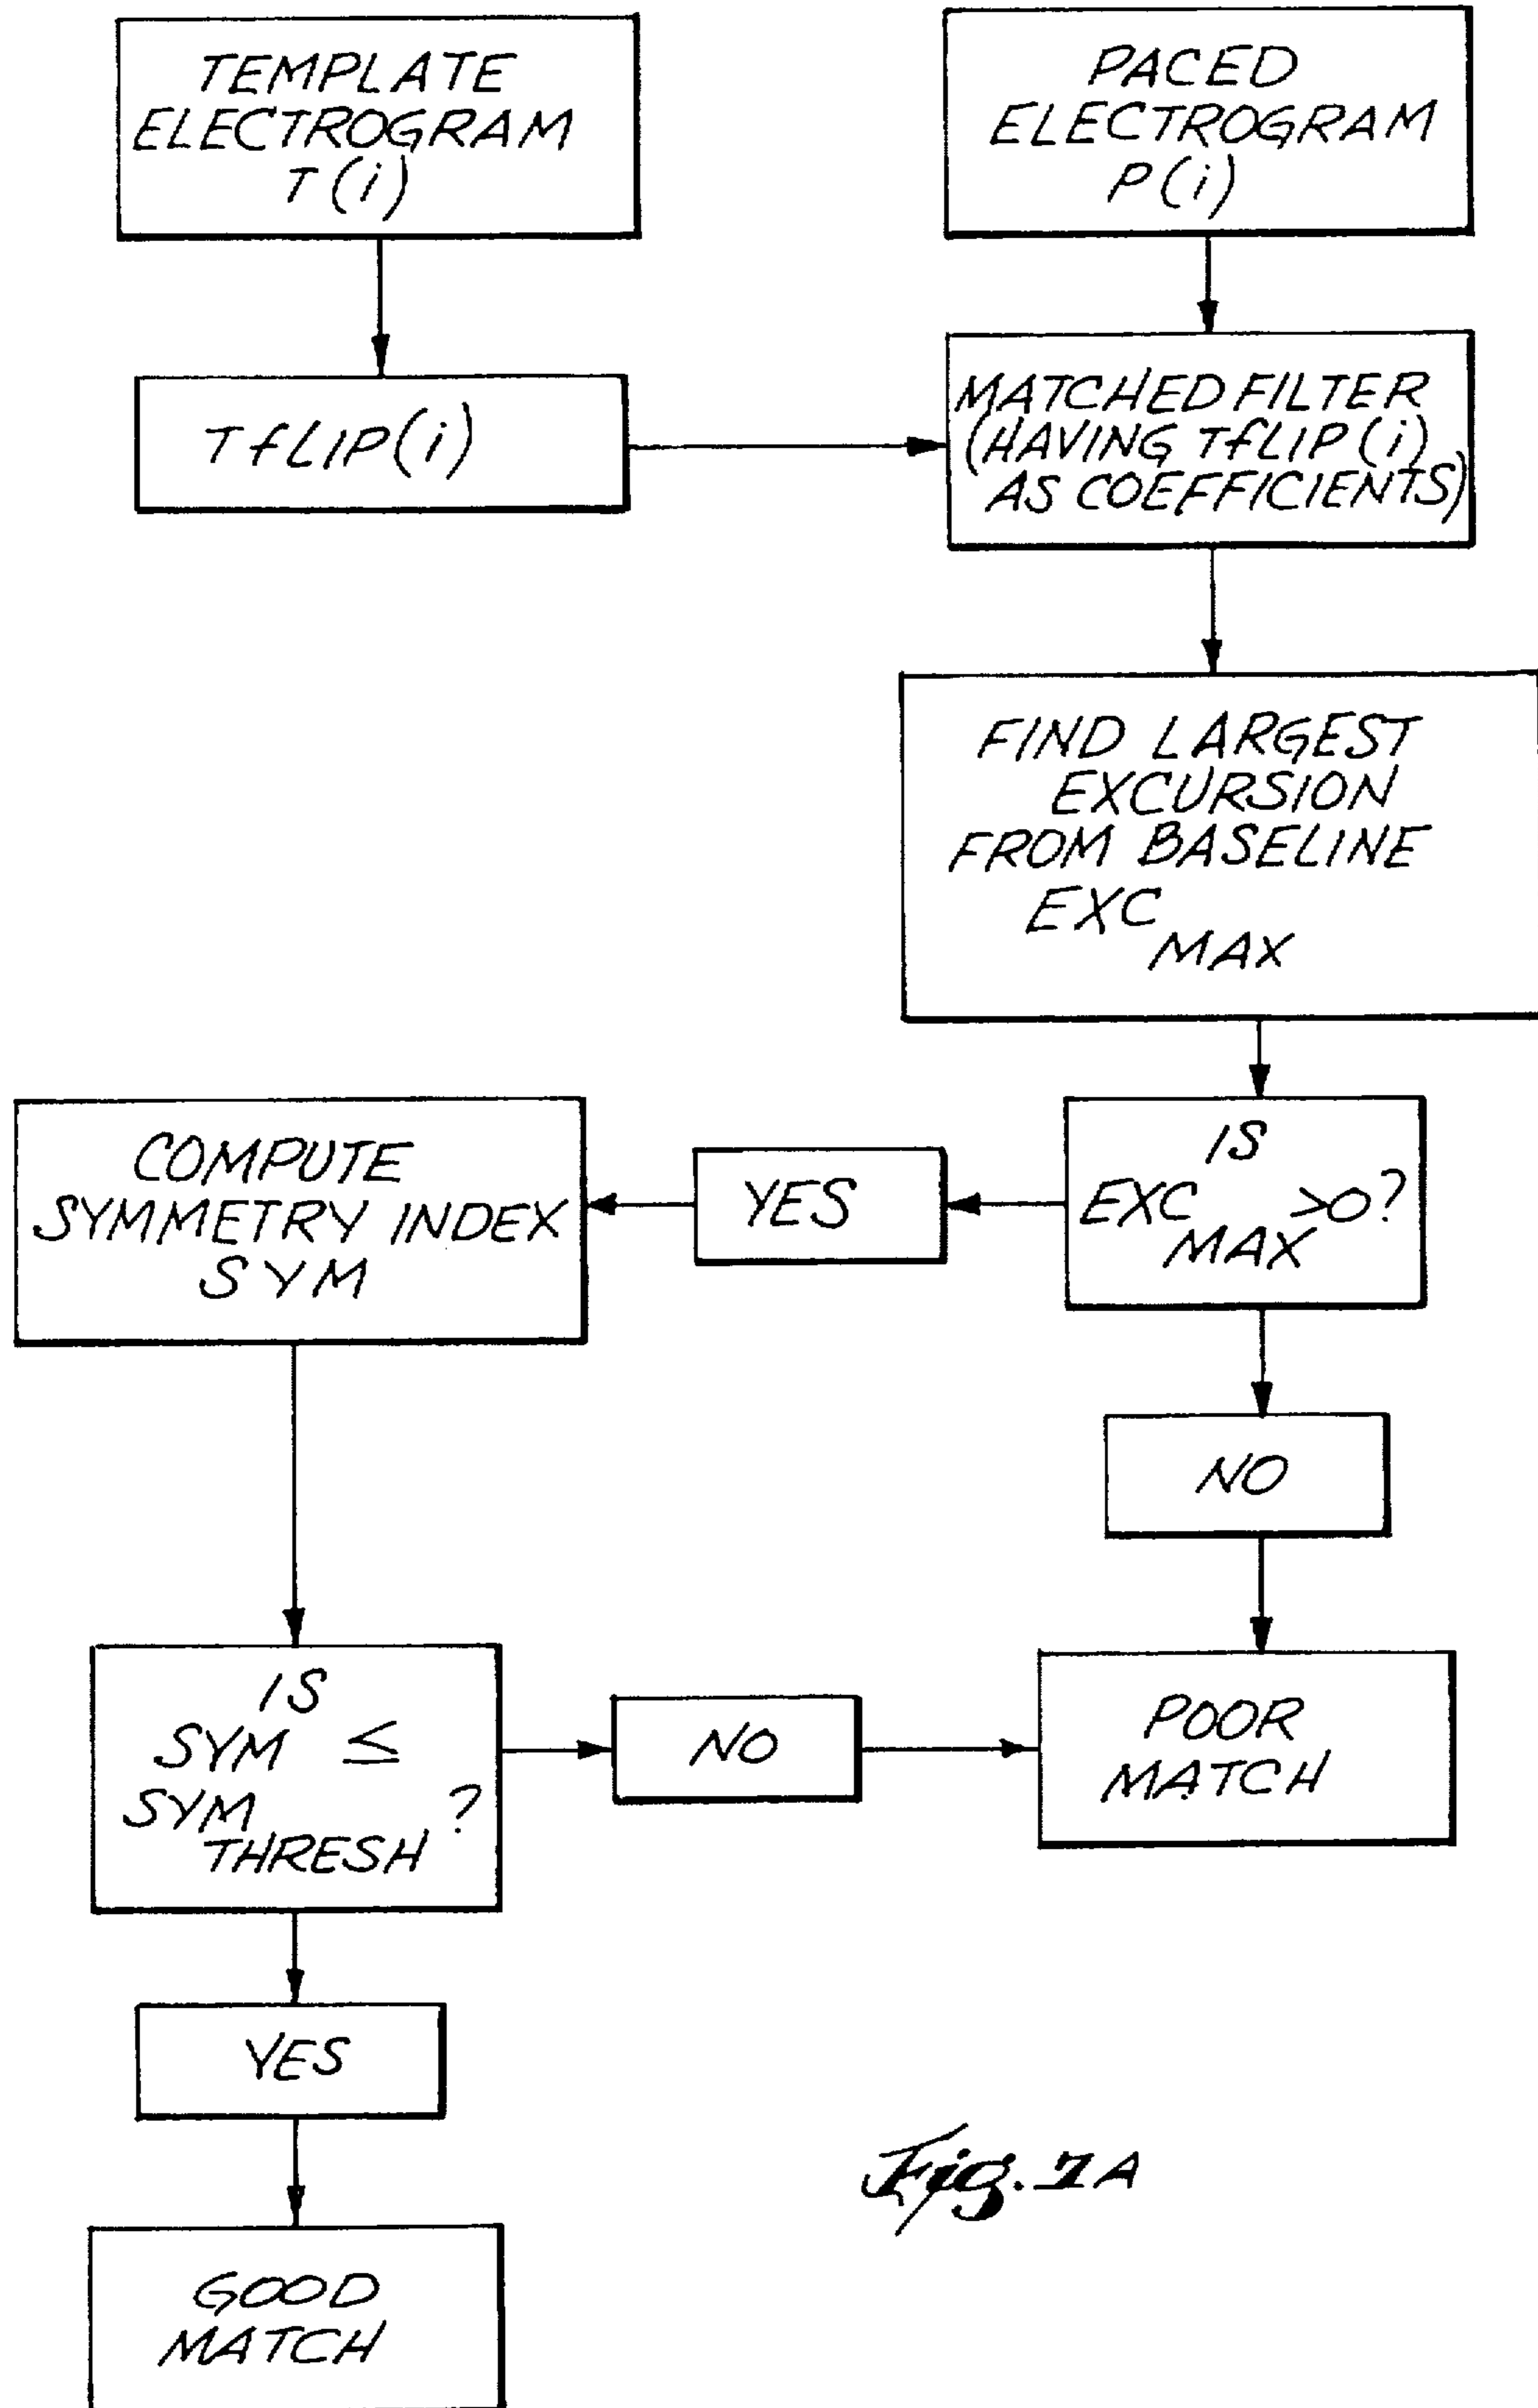 TEMPLATE
ELECTROGRAM
T(i)
PACED
ELECTROGRAM
P(i)
TfLIP(i)
MATCHED FILTER
(HAVING TfLIP(i)
AS COEFFICIENTS)
FIND LARGEST
EXCURSION
FROM BASELINE
EXC
MAX
IS
EXC >0?
MAX
YES
COMPUTE
SYMMETRY INDEX
SYM
NO
IS
SYM ≤
SYM ?
THRESH
NO
POOR
MATCH
YES
GOOD
MATCH
Fig. 7A